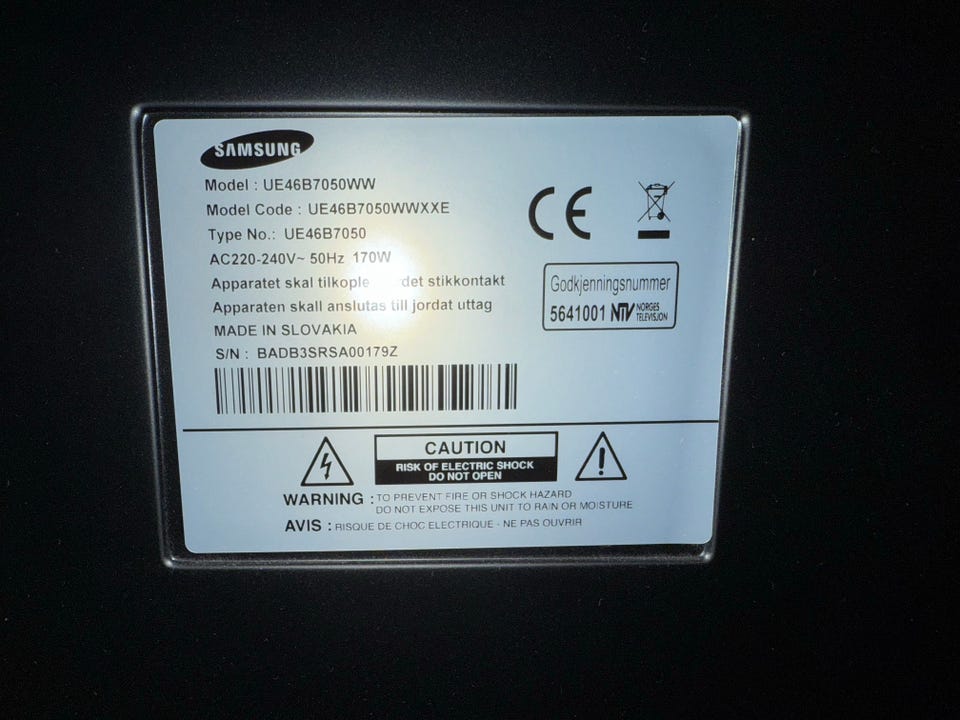 SAMSUNG
Model : UE46B7050WW
Model Code : UE46B7050WWXXE
Type No.: UE46B7050
AC220-240V~ 50Hz 170W
Apparatet skal det stikkontakt
Apparaten skall anslutas till jordat uttag
MADE IN SLOVAKIA
S/N : BADB3SRSA00179Z
CE
Godkjenningsnummer
5641001 NTV NORGES
TELEVISJON
CAUTION
RISK OF ELECTRIC SHOCK
DO NOT OPEN
WARNING : TO PREVENT FIRE OR SHOCK HAZARD
DO NOT EXPOSE THIS UNIT TO RAIN OR MOISTURE
AVIS : RISQUE DE CHOC ELECTRIQUE - NE PAS OUVRIR